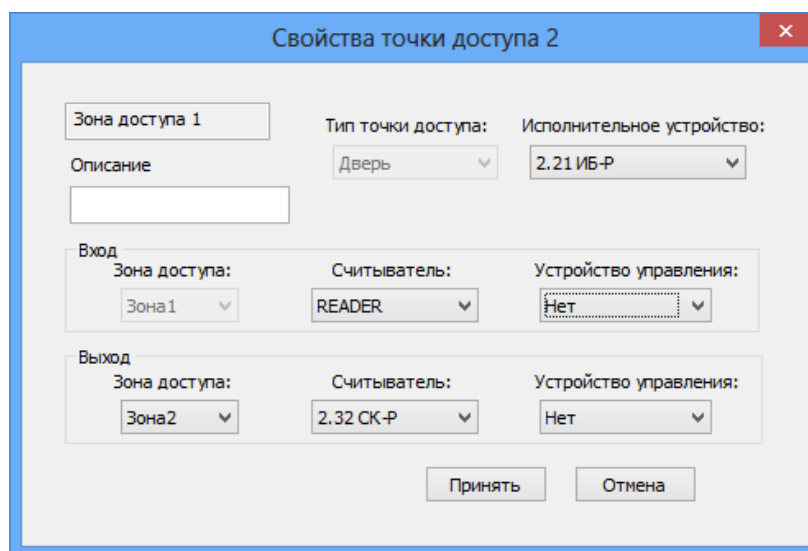 Свойства точки доступа 2
Зона доступа 1
Тип точки доступа: Исполнительное устройство:
Описание
Дверь 2.21 ИБ-Р
Вход
Зона доступа: Считыватель: Устройство управления:
Зона1 READER Нет
Выход
Зона доступа: Считыватель: Устройство управления:
Зона2 2.32 СК-Р Нет
Принять Отмена